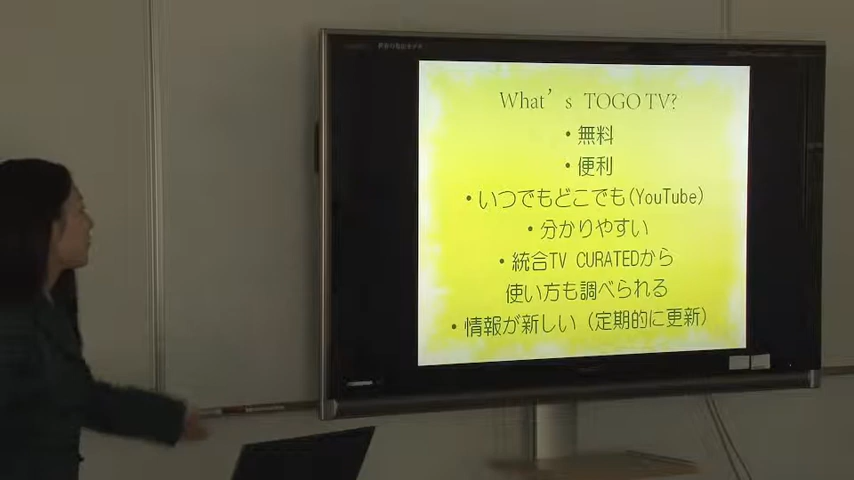 What's TOGO TV?
・無料
・便利
・いつでもどこでも(YouTube)
・分かりやすい
・統合TV CURATEDから
使い方も調べられる
・情報が新しい（定期的に更新）